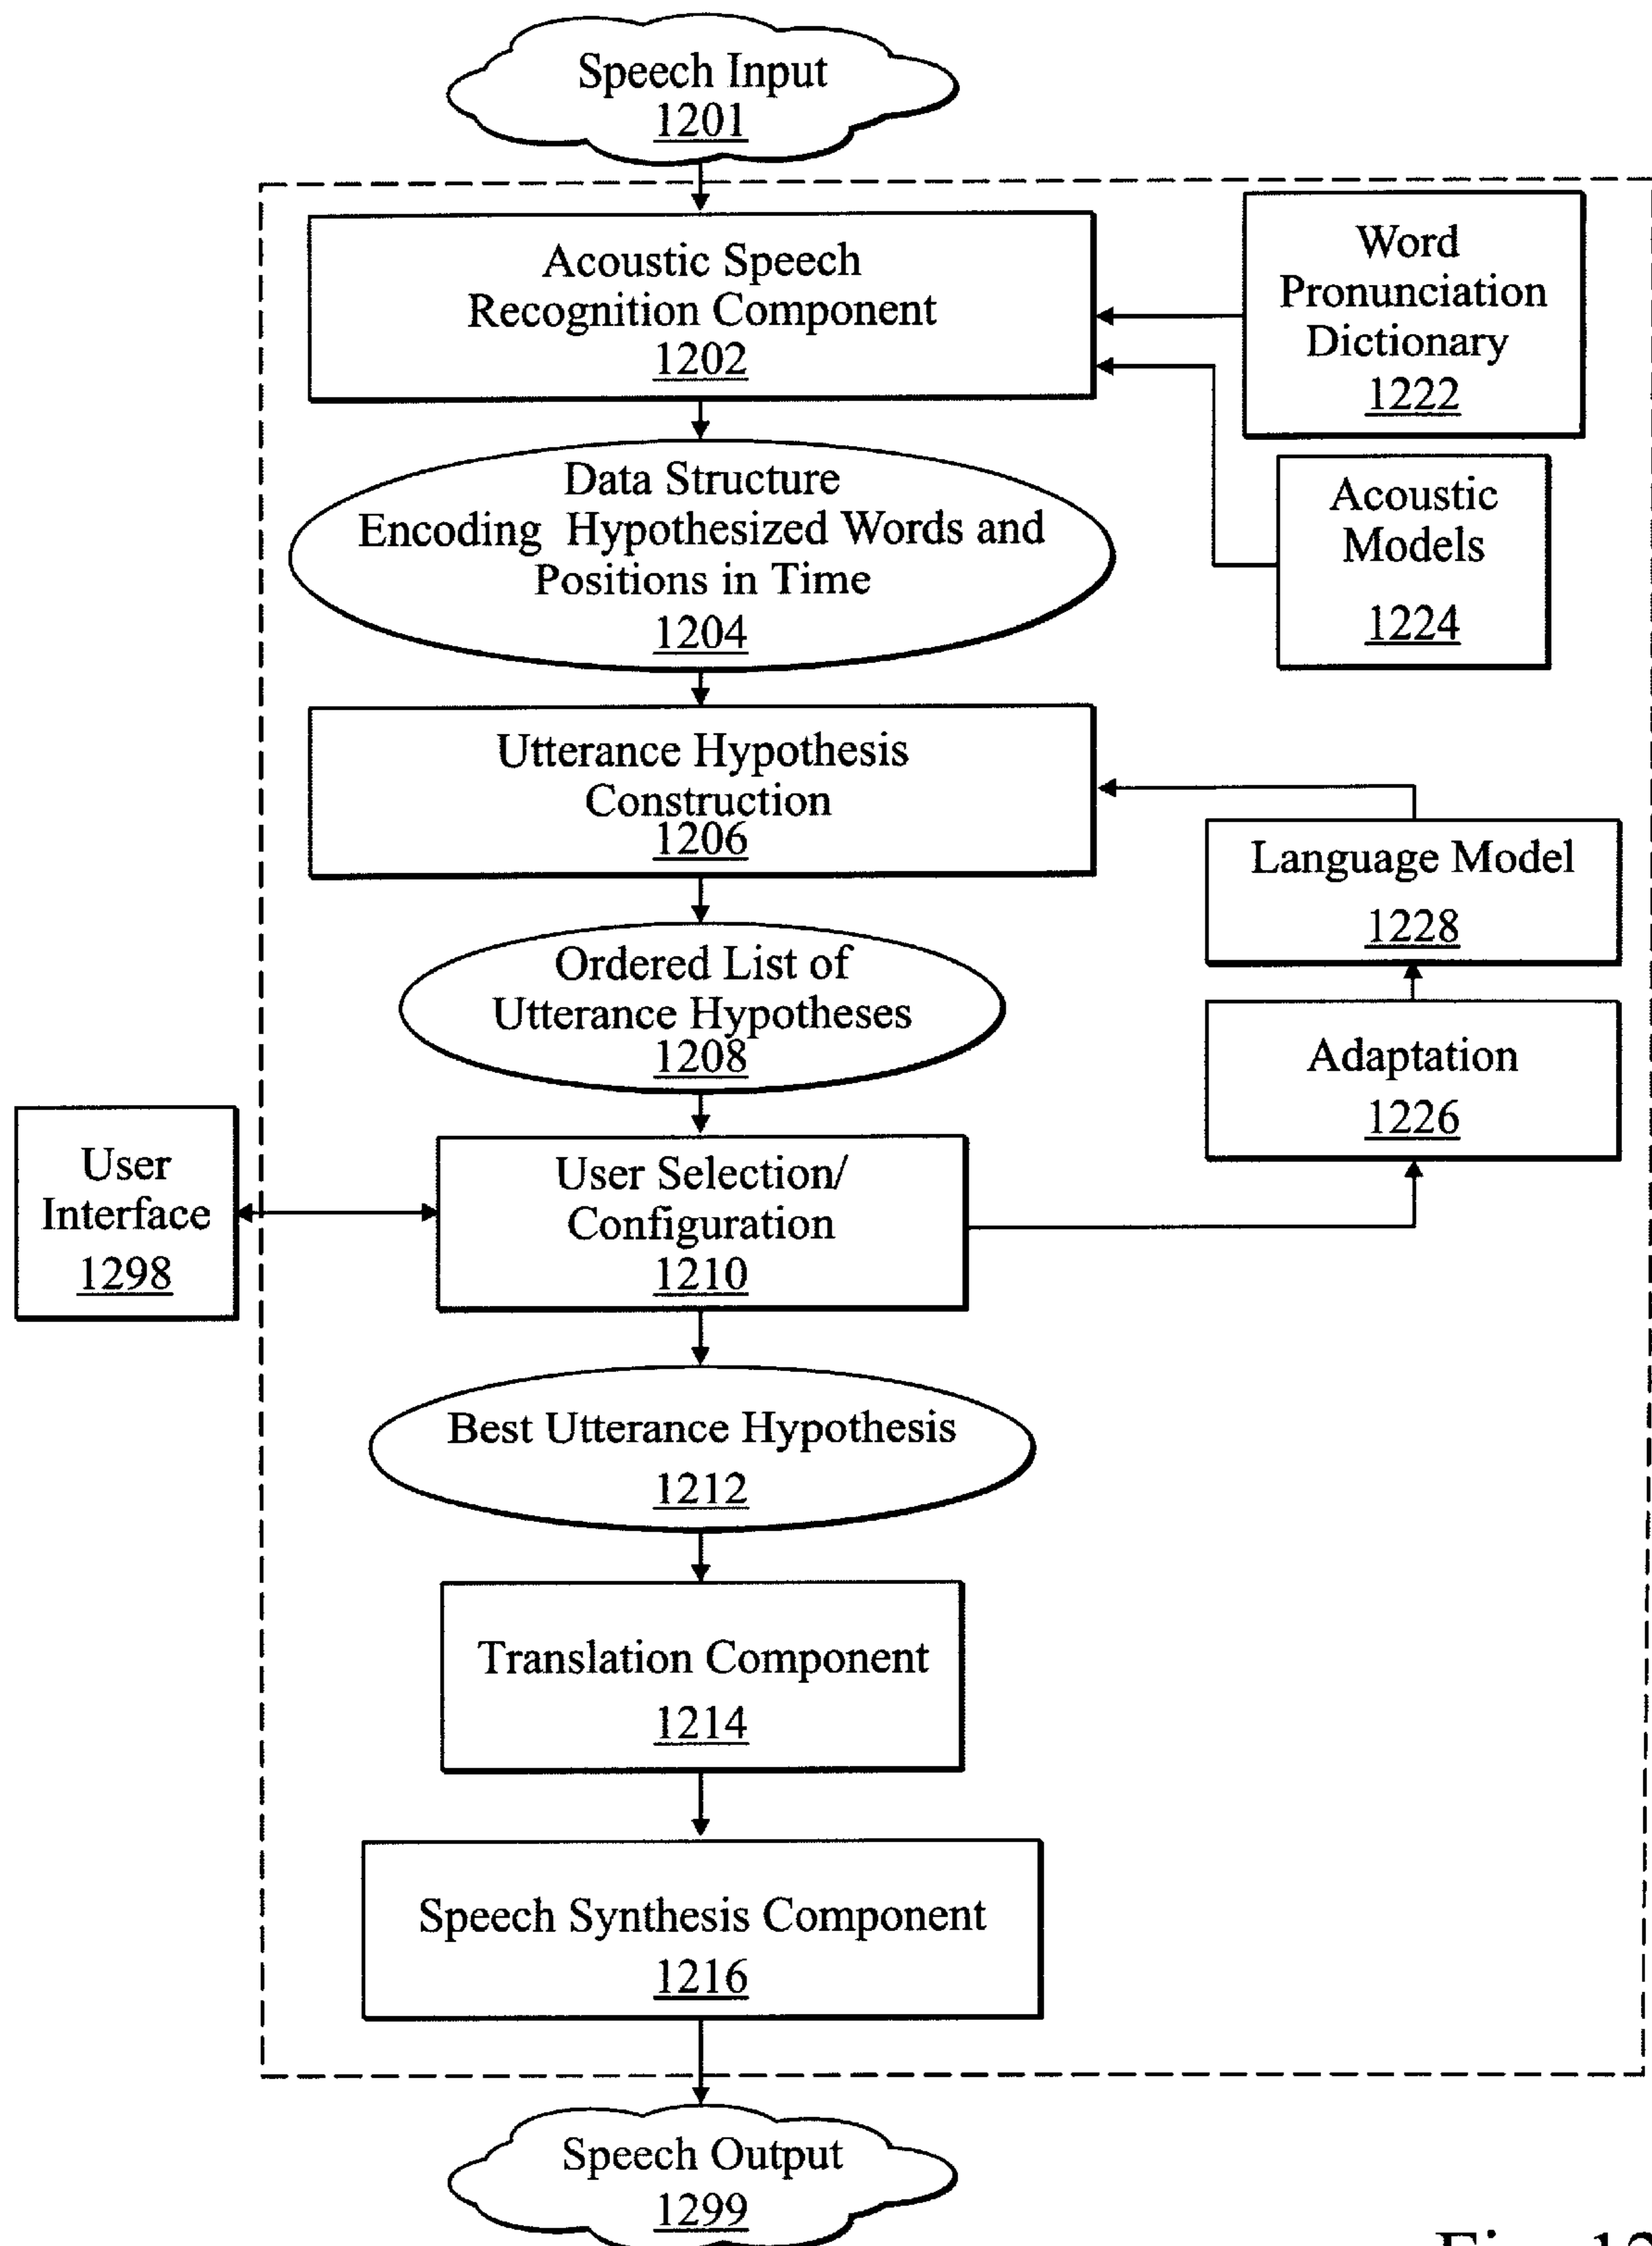 Speech Input
1201
Acoustic Speech
Recognition Component
1202
Word
Pronunciation
Dictionary
1222
Data Structure
Encoding Hypothesized Words and
Positions in Time
1204
Acoustic
Models
1224
Utterance Hypothesis
Construction
1206
Language Model
1228
Ordered List of
Utterance Hypotheses
1208
Adaptation
1226
User
Interface
1298
User Selection/
Configuration
1210
Best Utterance Hypothesis
1212
Translation Component
1214
Speech Synthesis Component
1216
Speech Output
1299